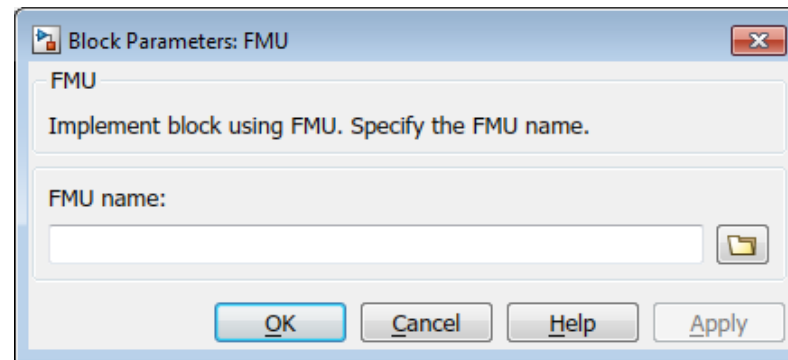 Block Parameters: FMU
FMU
Implement block using FMU. Specify the FMU name.
FMU name:
OK Cancel Help Apply